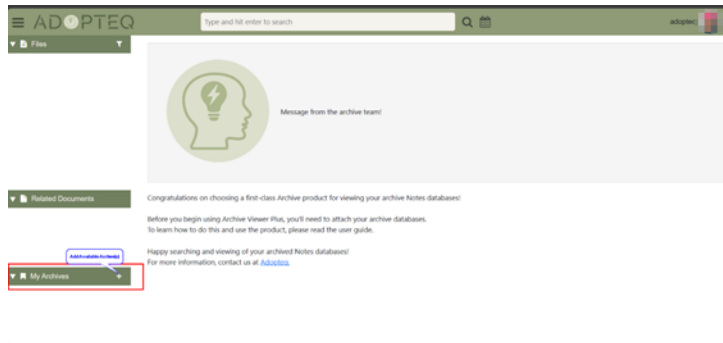 ADOPTEQ
Type and hit enter to search
adopteq
Files
Message from the archive team!
Related Documents
Congratulations on choosing a first-class Archive product for viewing your archive Notes databases!
Before you begin using Archive Viewer Plus, you'll need to attach your archive databases.
To learn how to do this and use the product, please read the user guide.
Add Available Archive(s)
Happy searching and viewing of your archived Notes databases!
For more information, contact us at Adopteq.
My Archives